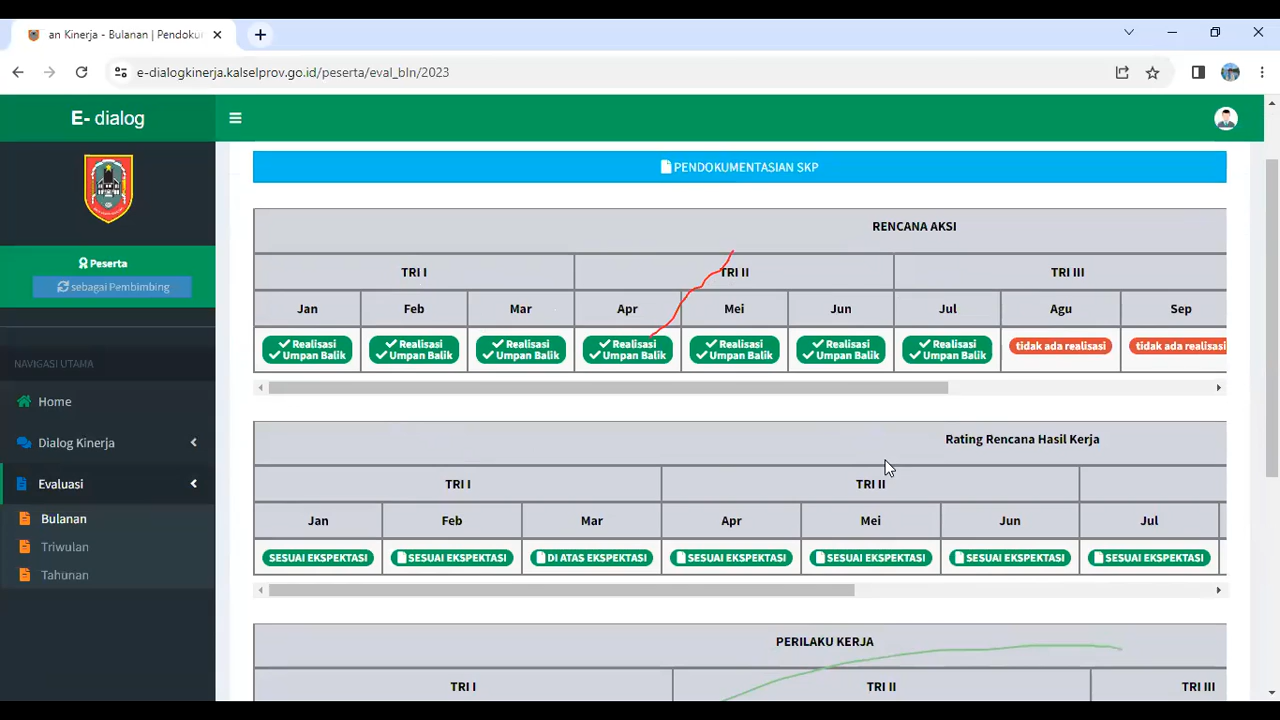 an Kinerja - Bulanan | Pendoku
e-dialogkinerja.kalselprov.go.id/peserta/eval_bln/2023
E- dialog
Peserta
sebagai Pembimbing
NAVIGASI UTAMA
Home
Dialog Kinerja
Evaluasi
Bulanan
Triwulan
Tahunan
PENDOKUMENTASIAN SKP
RENCANA AKSI
TRI I TRI II TRI III
Jan Feb Mar Apr Mei Jun Jul Agu Sep
Realisasi Realisasi Realisasi Realisasi Realisasi Realisasi Realisasi tidak ada realisasi tidak ada realisasi
Umpan Balik Umpan Balik Umpan Balik Umpan Balik Umpan Balik Umpan Balik Umpan Balik
Rating Rencana Hasil Kerja
TRI I TRI II
Jan Feb Mar Apr Mei Jun Jul
SESUAI EKSPEKTASI SESUAI EKSPEKTASI DI ATAS EKSPEKTASI SESUAI EKSPEKTASI SESUAI EKSPEKTASI SESUAI EKSPEKTASI SESUAI EKSPEKTASI
PERILAKU KERJA
TRI I TRI II TRI III